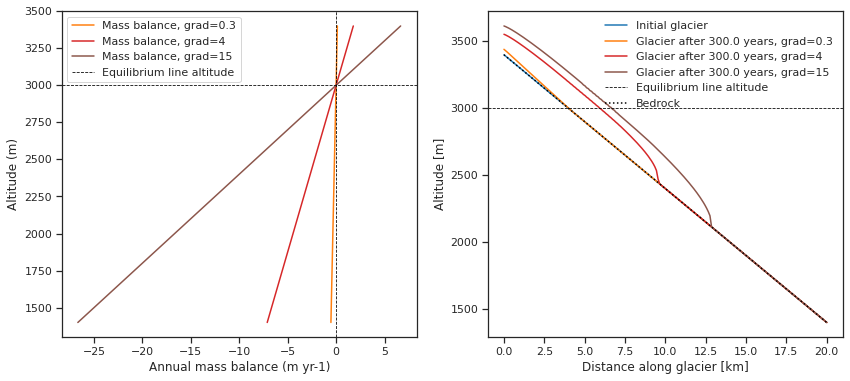 Mass balance, grad=0.3
Mass balance, grad=4
Mass balance, grad=15
Equilibrium line altitude
3500
3250
3000
2750
2500
2250
2000
1750
1500
Altitude (m)
−25
−20
−15
−10
−5
0
5
Annual mass balance (m yr-1)
Initial glacier
Glacier after 300.0 years, grad=0.3
Glacier after 300.0 years, grad=4
Glacier after 300.0 years, grad=15
Equilibrium line altitude
Bedrock
3500
3000
2500
2000
1500
Altitude [m]
0.0
2.5
5.0
7.5
10.0
12.5
15.0
17.5
20.0
Distance along glacier [km]